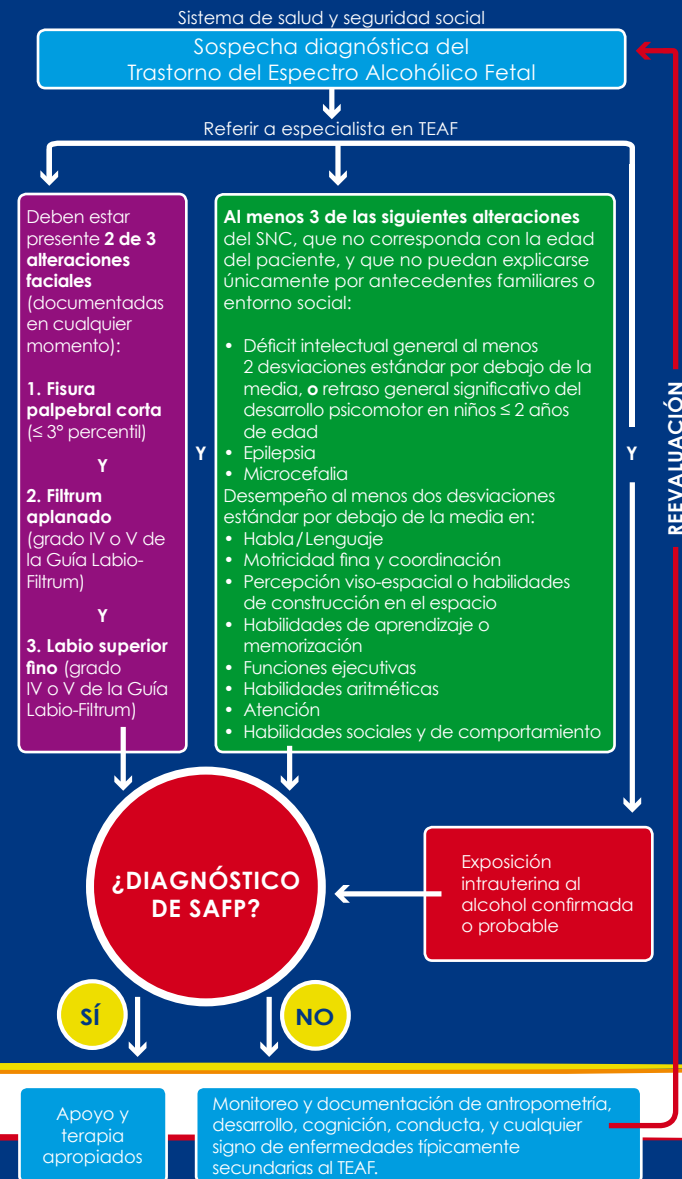 Sistema de salud y seguridad social
Sospecha diagnóstica del
Trastorno del Espectro Alcohólico Fetal
Referir a especialista en TEAF
Deben estar
presente 2 de 3
alteraciones
faciales
(documentadas
en cualquier
momento):
1. Fisura
palpebral corta
(≤ 3º percentil)
Y
2. Filtrum
aplanado
(grado IV o V de
la Guía Labio-
Filtrum)
Y
3. Labio superior
fino (grado
IV o V de la Guía
Labio-Filtrum)
Y
Al menos 3 de las siguientes alteraciones
del SNC, que no corresponda con la edad
del paciente, y que no puedan explicarse
únicamente por antecedentes familiares o
entorno social:
• Déficit intelectual general al menos
2 desviaciones estándar por debajo de la
media, o retraso general significativo del
desarrollo psicomotor en niños ≤ 2 años
de edad
• Epilepsia
• Microcefalia
Desempeño al menos dos desviaciones
estándar por debajo de la media en:
• Habla/Lenguaje
• Motricidad fina y coordinación
• Percepción viso-espacial o habilidades
de construcción en el espacio
• Habilidades de aprendizaje o
memorización
• Funciones ejecutivas
• Habilidades aritméticas
• Atención
• Habilidades sociales y de comportamiento
Y
REEVALUACIÓN
¿DIAGNÓSTICO
DE SAFP?
Exposición
intrauterina al
alcohol confirmada
o probable
SÍ
NO
Apoyo y
terapia
apropiados
Monitoreo y documentación de antropometría,
desarrollo, cognición, conducta, y cualquier
signo de enfermedades típicamente
secundarias al TEAF.